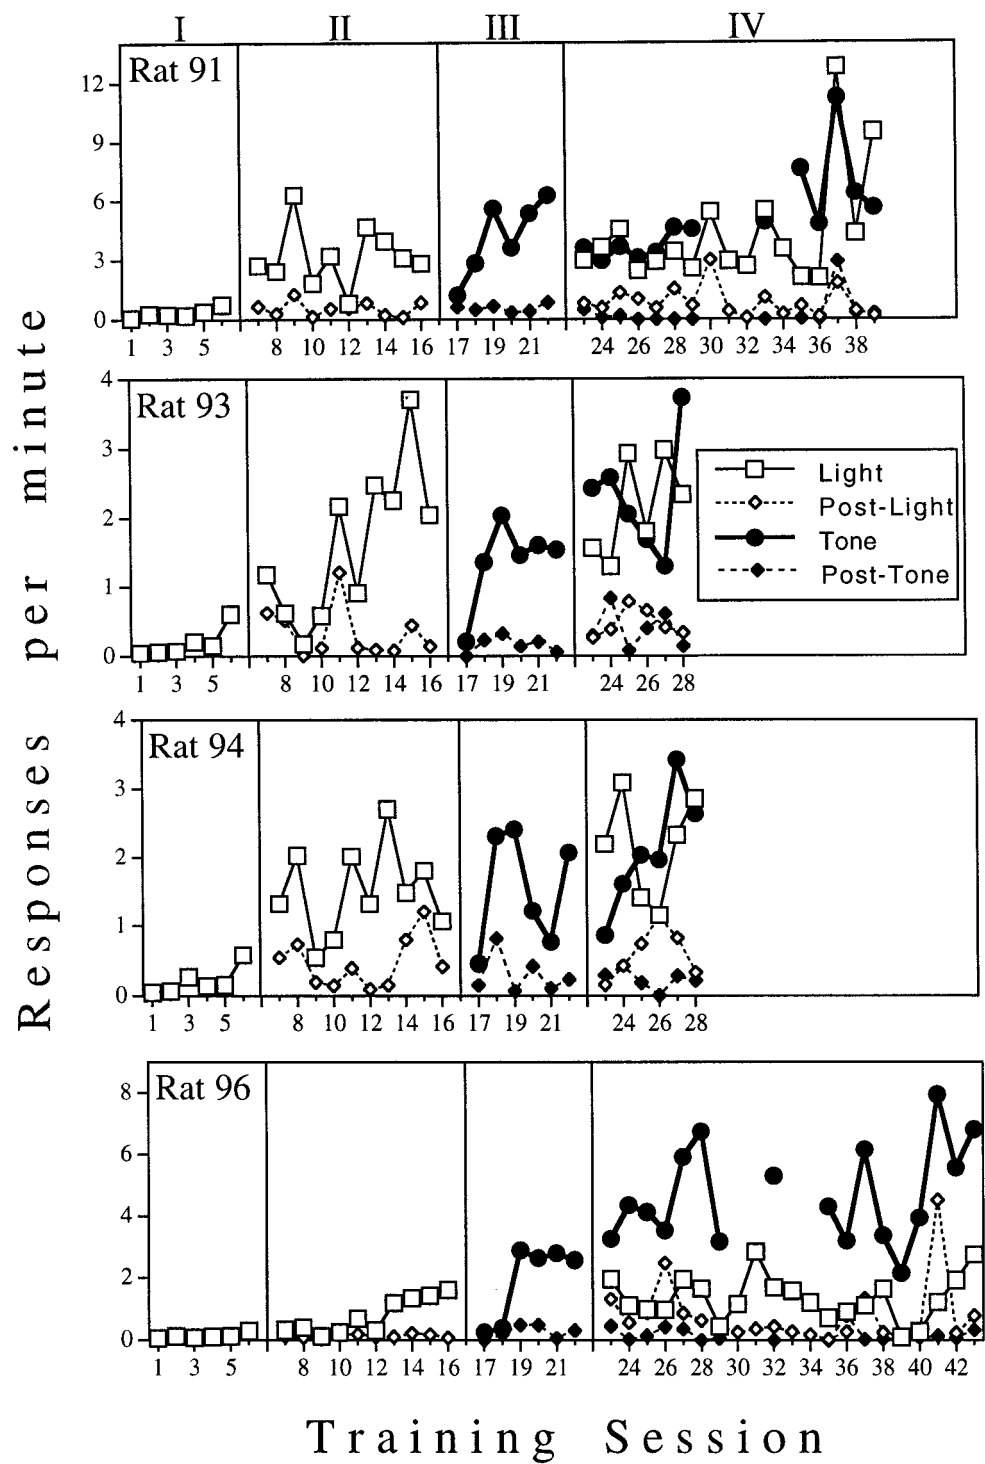 I II III IV
Rat 91
12
9
6
3
0
1 3 5 8 10 12 14 16 17 19 21 24 26 28 30 32 34 36 38
Rat 93
4
3
2
1
0
Light
Post-Light
Tone
Post-Tone
1 3 5 8 10 12 14 16 17 19 21 24 26 28
Rat 94
4
3
2
1
0
1 3 5 8 10 12 14 16 17 19 21 24 26 28
Rat 96
8
6
4
2
0
1 3 5 8 10 12 14 16 17 19 21 24 26 28 30 32 34 36 38 40 42
Responses per minute
Training Session